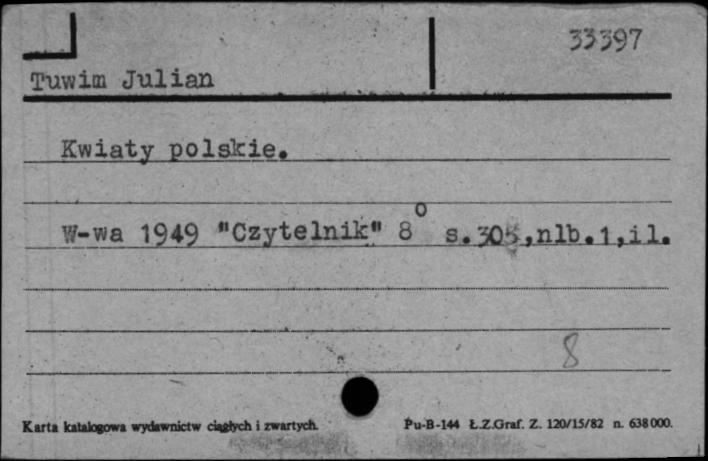 33397
Tuwim Julian
Kwiaty polskie.
W-wa 1949 "Czytelnik" 8° s.305,nlb.1,il.
8
Karta katalogowa wydawnictw ciągłych i zwartych. Pu-B-144 Ł.Z.Graf. Z. 120/15/82 n. 638000.